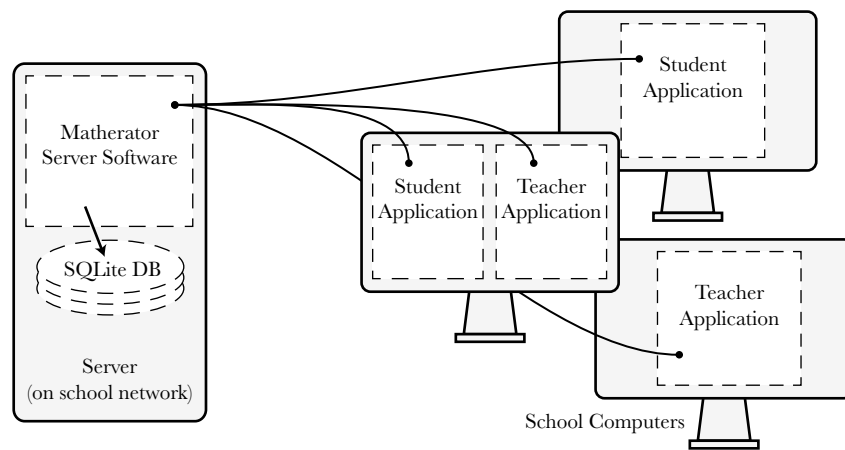 Matherator
Server Software
SQLite DB
Server
(on school network)
Student
Application
Student
Application
Teacher
Application
Teacher
Application
School Computers